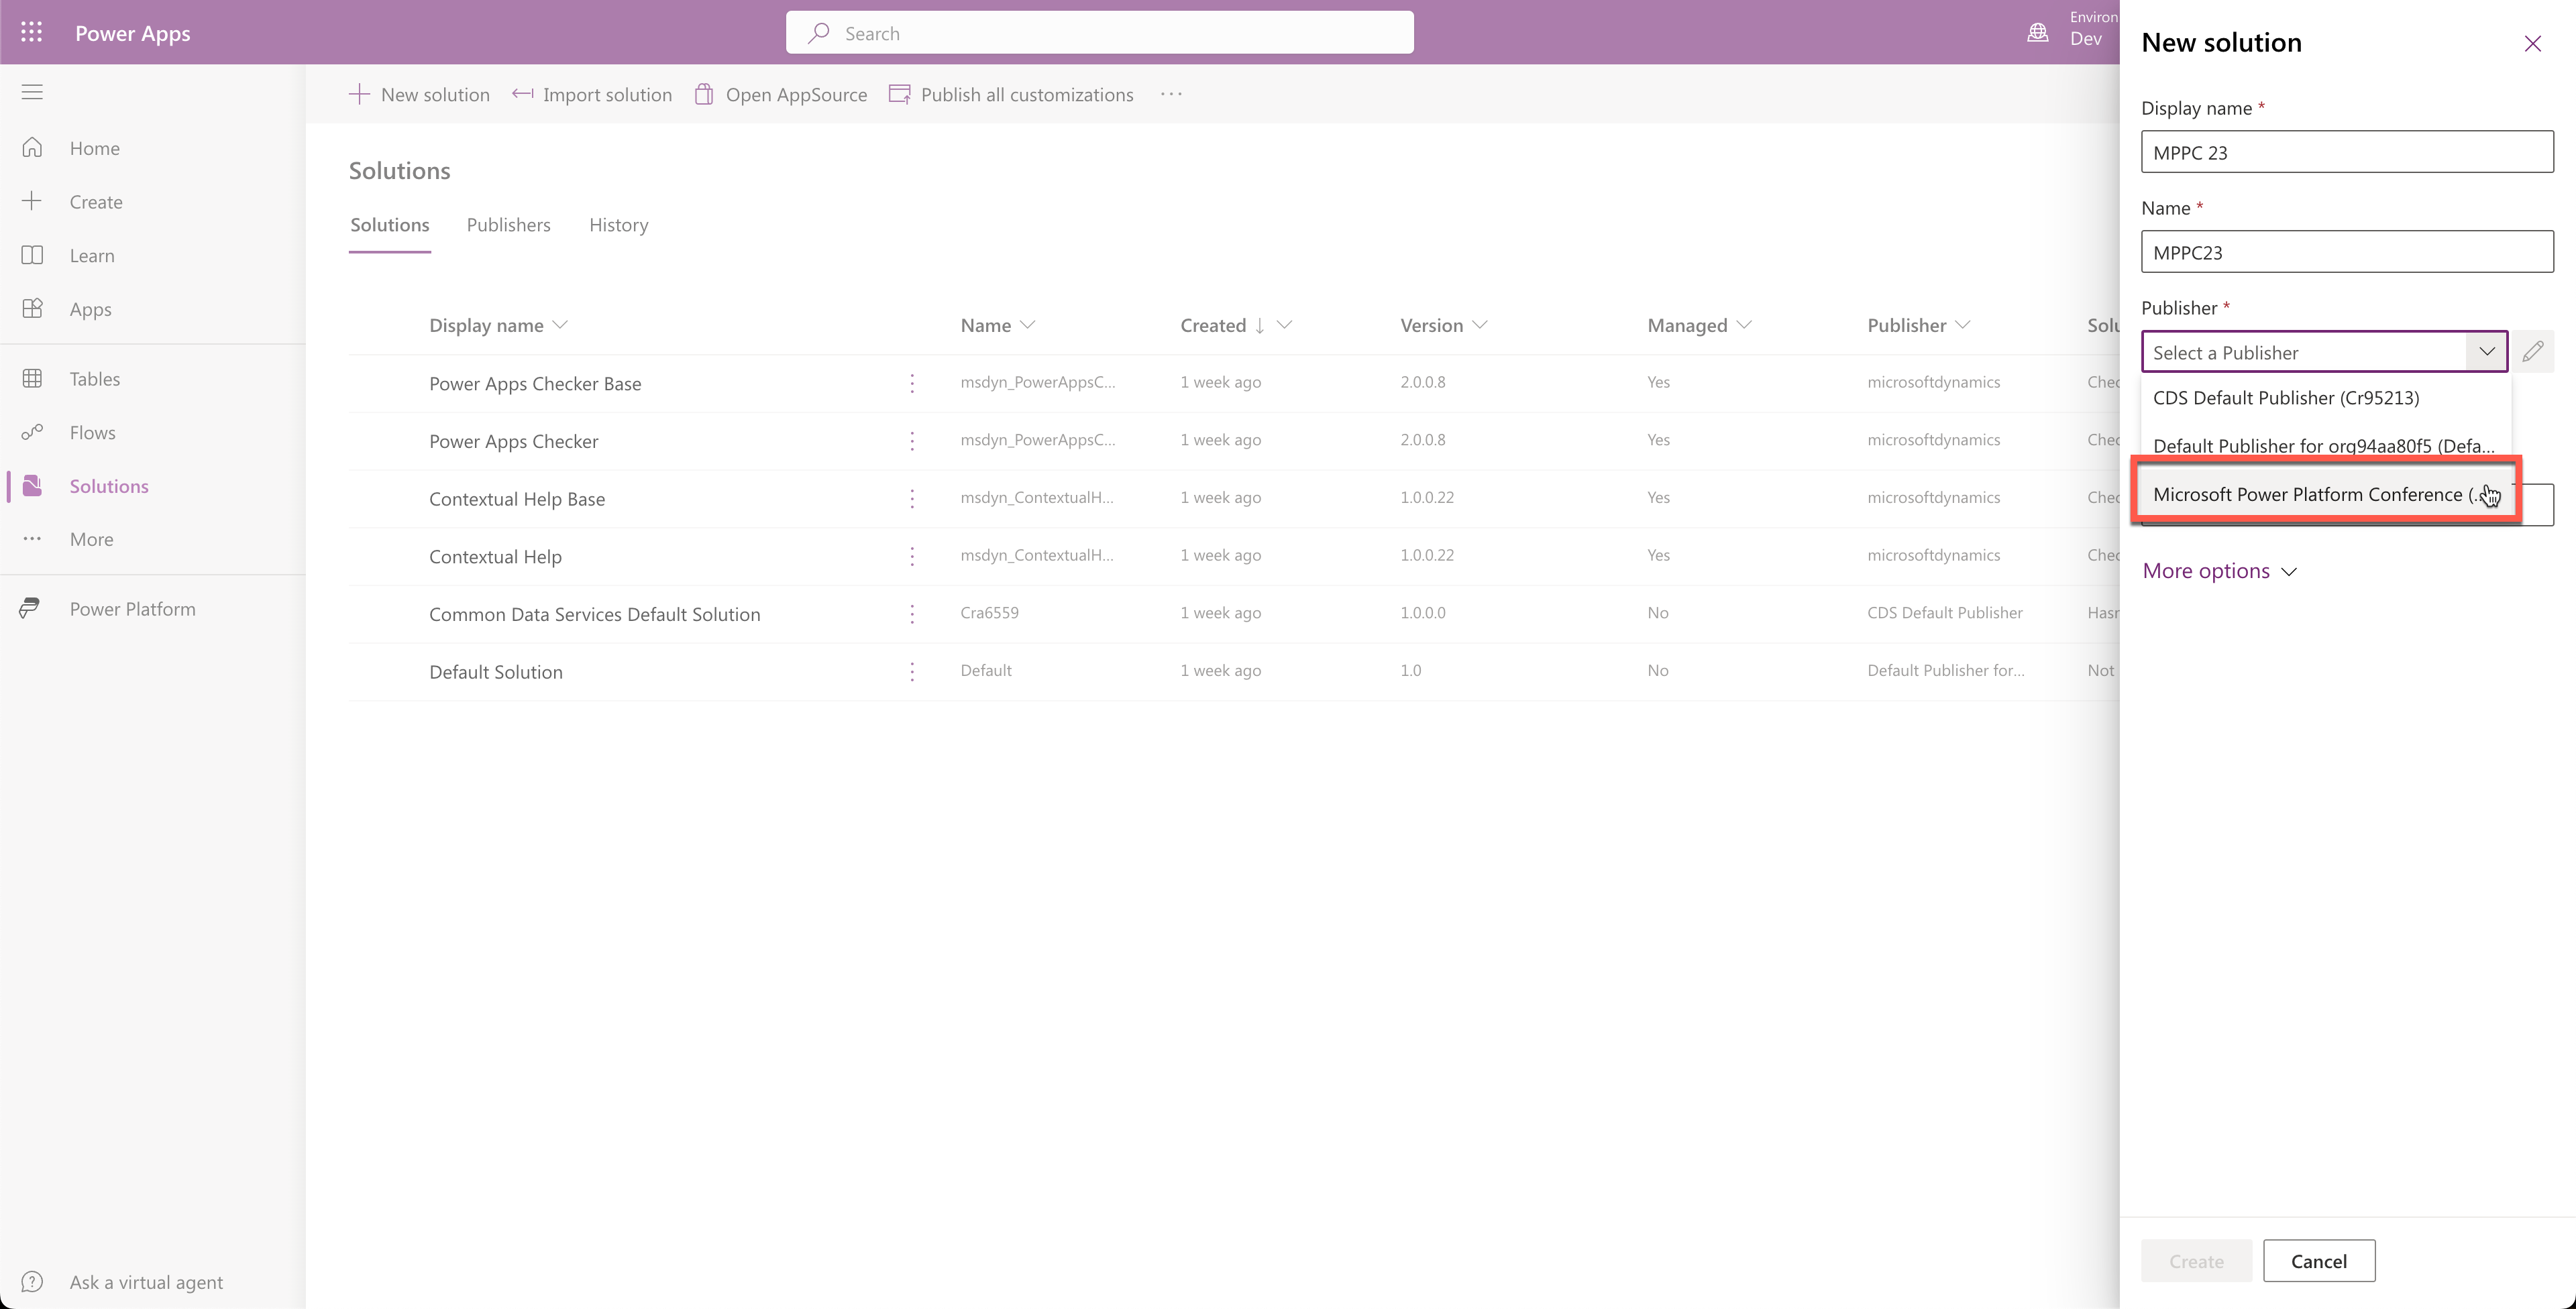 Power Apps
Search
Environ
Dev
Home
Create
Learn
Apps
Tables
Flows
Solutions
More
Power Platform
Ask a virtual agent
New solution
Import solution
Open AppSource
Publish all customizations
Solutions
Solutions Publishers History
Display name Name Created Version Managed Publisher Solu
Power Apps Checker Base msdyn_PowerAppsC... 1 week ago 2.0.0.8 Yes microsoftdynamics Chec
Power Apps Checker msdyn_PowerAppsC... 1 week ago 2.0.0.8 Yes microsoftdynamics Chec
Contextual Help Base msdyn_ContextualH... 1 week ago 1.0.0.22 Yes microsoftdynamics Chec
Contextual Help msdyn_ContextualH... 1 week ago 1.0.0.22 Yes microsoftdynamics Chec
Common Data Services Default Solution Cra6559 1 week ago 1.0.0.0 No CDS Default Publisher Hasn
Default Solution Default 1 week ago 1.0 No Default Publisher for... Not
New solution
Display name *
MPPC 23
Name *
MPPC23
Publisher *
Select a Publisher
CDS Default Publisher (Cr95213)
Default Publisher for org94aa80f5 (Defa...
Microsoft Power Platform Conference (...
More options
Create Cancel